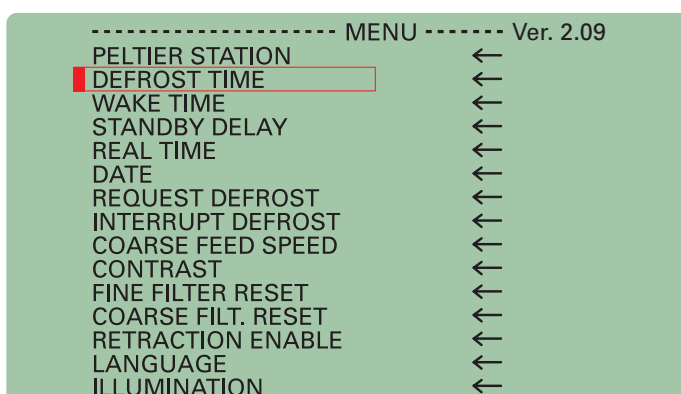 -------------------- MENU ------- Ver. 2.09
PELTIER STATION ←
DEFROST TIME ←
WAKE TIME ←
STANDBY DELAY ←
REAL TIME ←
DATE ←
REQUEST DEFROST ←
INTERRUPT DEFROST ←
COARSE FEED SPEED ←
CONTRAST ←
FINE FILTER RESET ←
COARSE FILT. RESET ←
RETRACTION ENABLE ←
LANGUAGE ←
ILLUMINATION ←